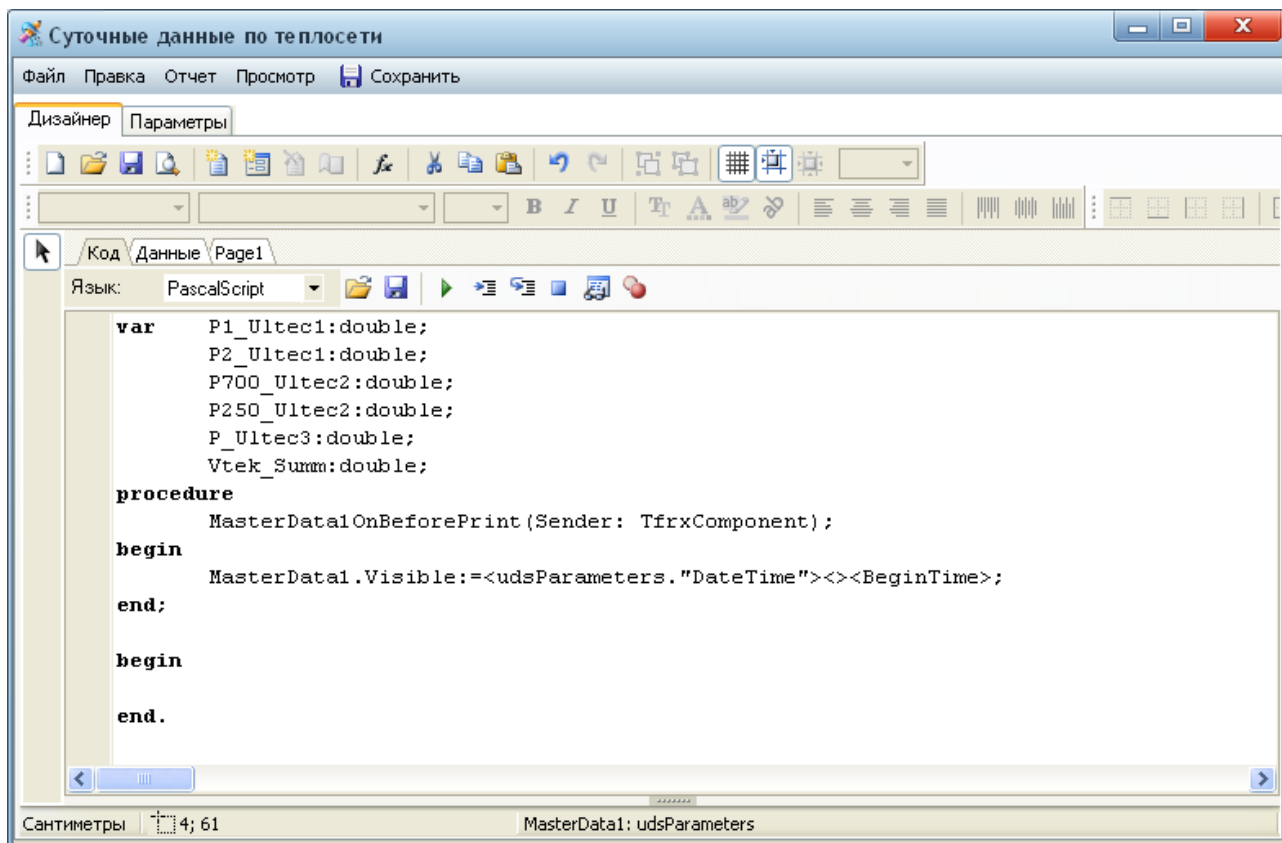 Суточные данные по теплосети
Файл Правка Отчет Просмотр Сохранить
Дизайнер Параметры
B I U
Код Данные Page1
Язык: PascalScript
var P1_Ultec1:double;
P2_Ultec1:double;
P700_Ultec2:double;
P250_Ultec2:double;
P_Ultec3:double;
Vtek_Summ:double;
procedure
MasterData1OnBeforePrint(Sender: TfrxComponent);
begin
MasterData1.Visible:=<udsParameters."DateTime"><><BeginTime>;
end;
begin
end.
Сантиметры 4; 61 MasterData1: udsParameters